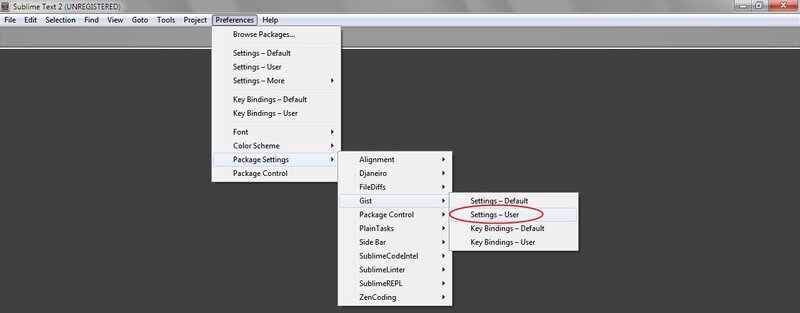 Sublime Text 2 (UNREGISTERED)
File Edit Selection Find View Goto Tools Project Preferences Help
Browse Packages...
Settings – Default
Settings – User
Settings – More
Key Bindings – Default
Key Bindings – User
Font
Color Scheme
Package Settings
Package Control
Alignment
Djaneiro
FileDiffs
Gist
Package Control
PlainTasks
Side Bar
SublimeCodeIntel
SublimeLinter
SublimeREPL
ZenCoding
Settings – Default
Settings – User
Key Bindings – Default
Key Bindings – User